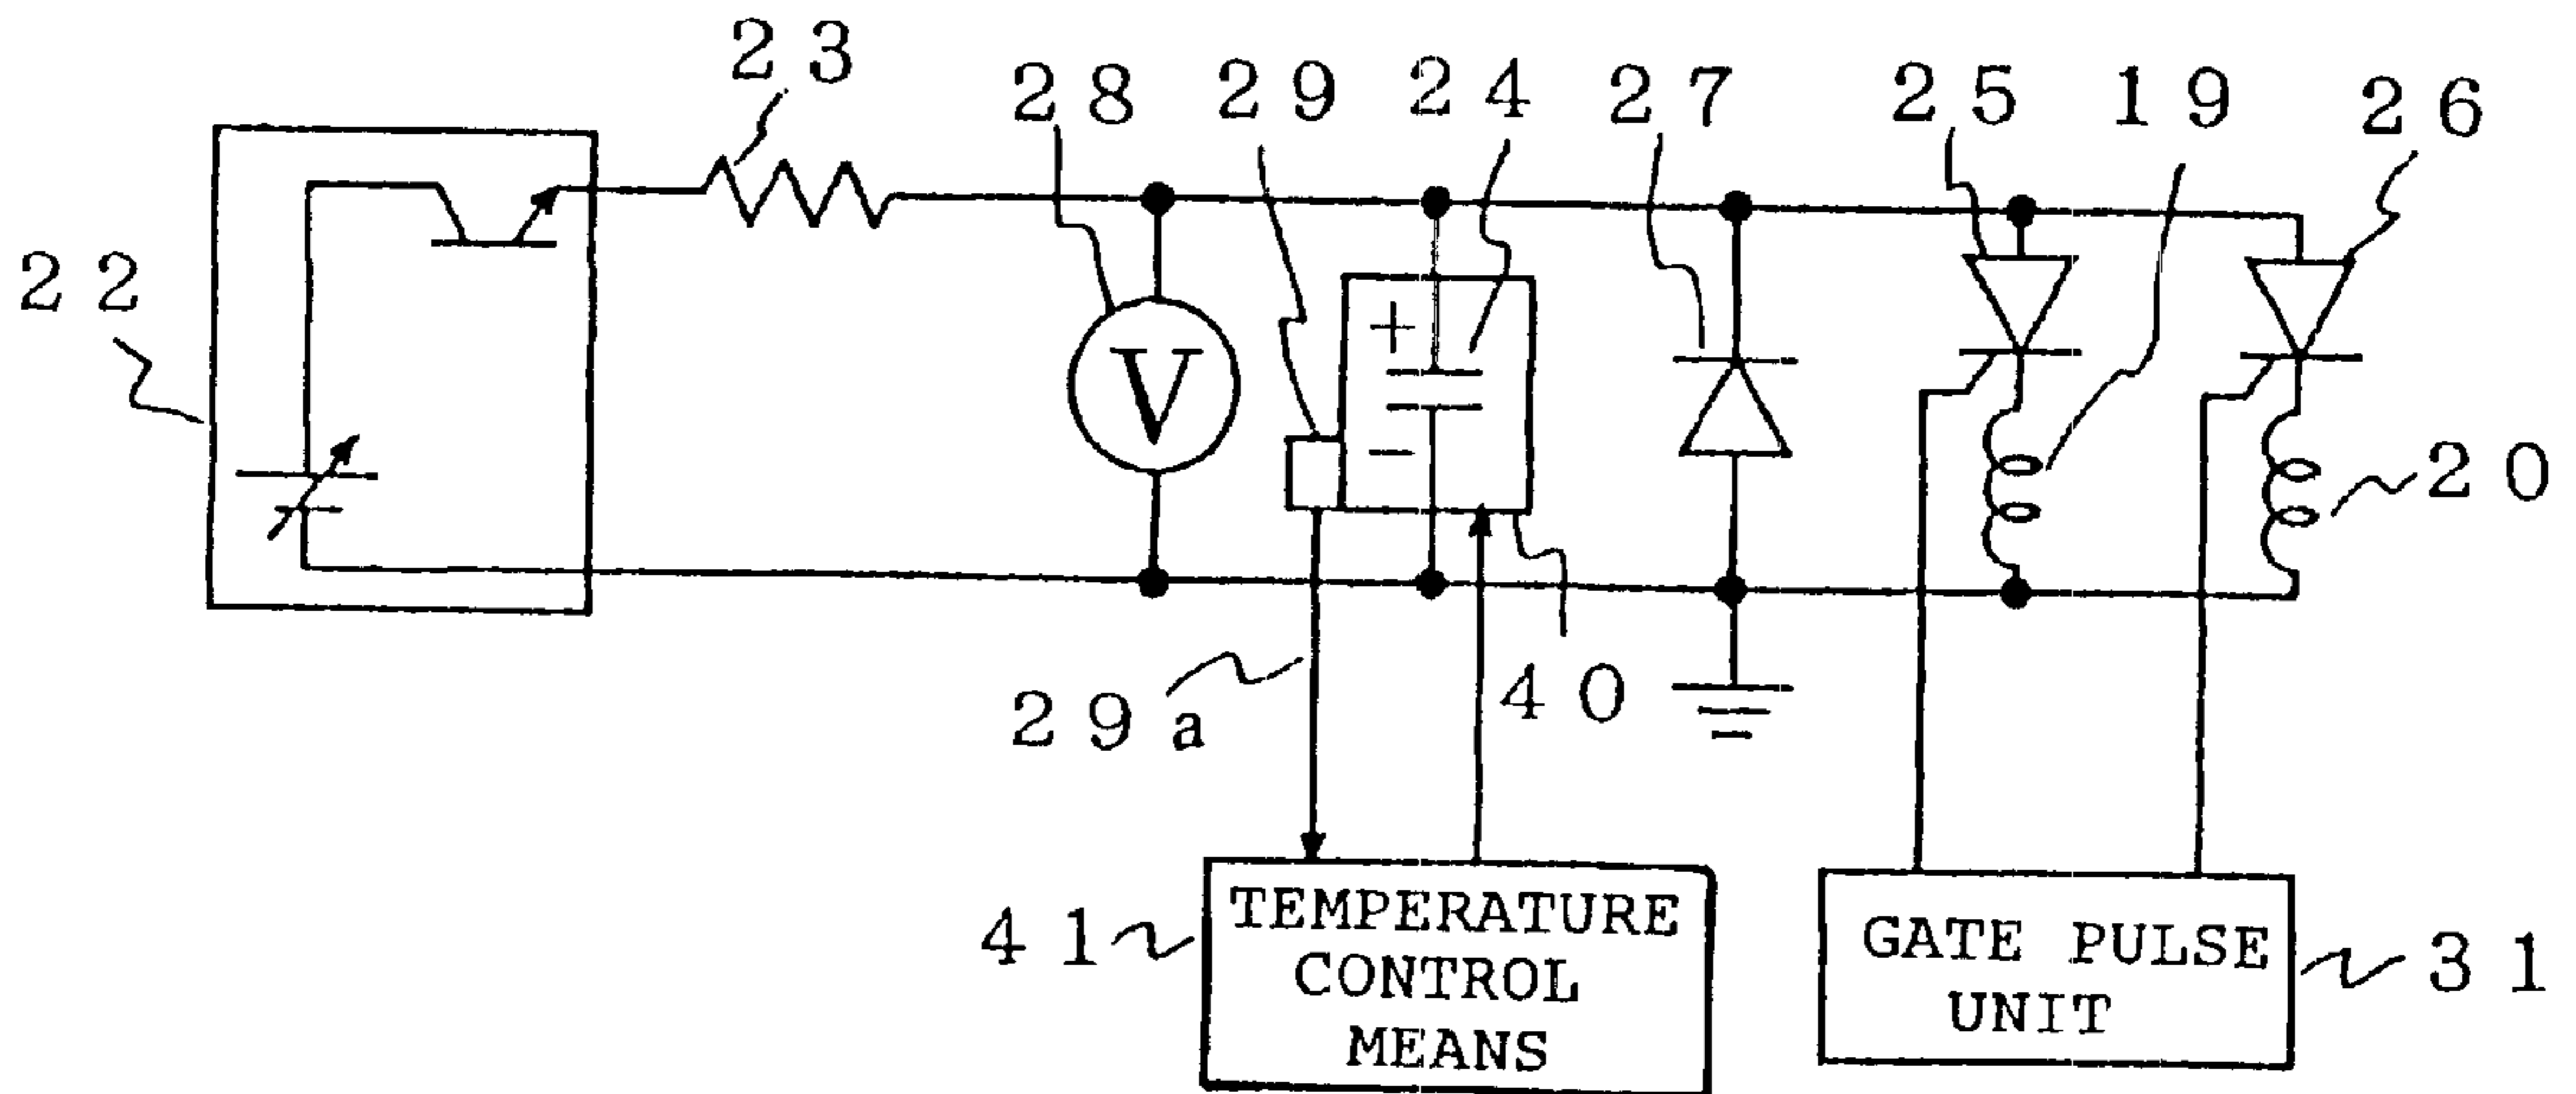 23
28 29 24 27 25 19 26
22
V
+
−
20
29a
40
41
TEMPERATURE
CONTROL
MEANS
GATE PULSE
UNIT
31